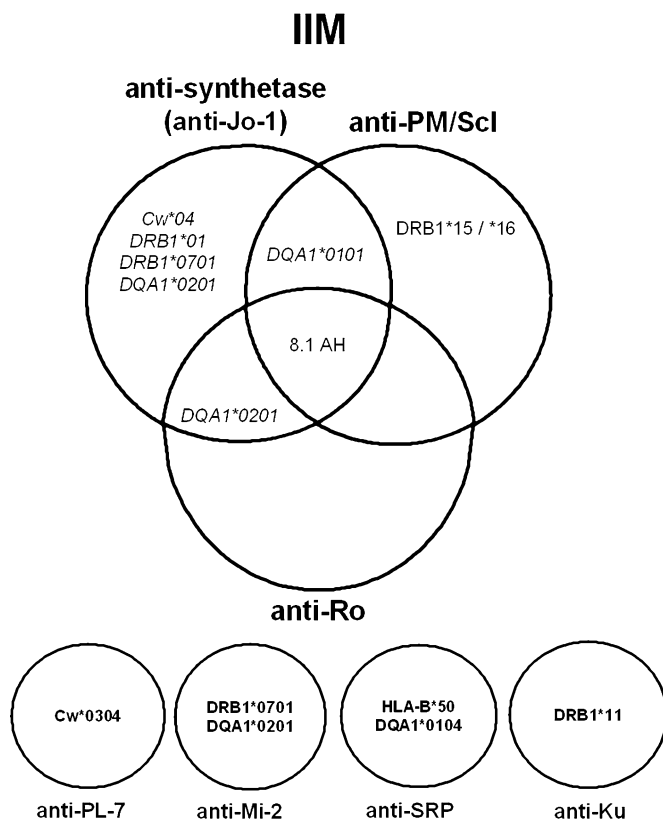 IIM
anti-synthetase
(anti-Jo-1)
anti-PM/Scl
Cw*04
DRB1*01
DRB1*0701
DQA1*0201
DQA1*0101
DRB1*15 / *16
8.1 AH
DQA1*0201
anti-Ro
Cw*0304
DRB1*0701
DQA1*0201
HLA-B*50
DQA1*0104
DRB1*11
anti-PL-7
anti-Mi-2
anti-SRP
anti-Ku